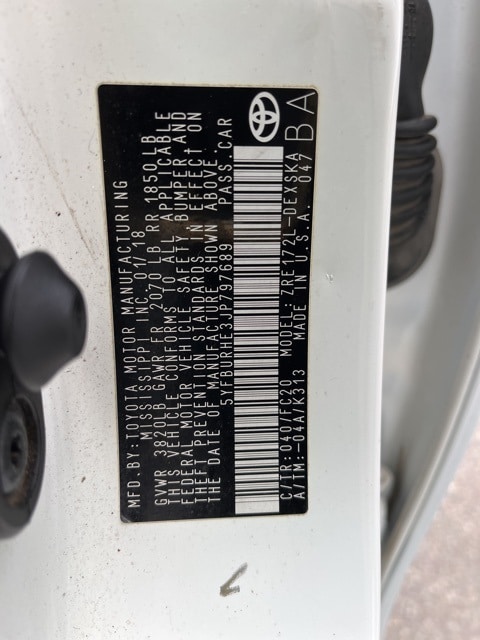 MFD.BY:TOYOTA MOTOR MANUFACTURING
MISSISSIPPI INC. 01/18
GVWR 3820LB GAWR FR 2070 LB RR 1850LB
THIS VEHICLE CONFORMS TO ALL APPLICABLE
FEDERAL MOTOR VEHICLE SAFETY, BUMPER AND
THEFT PREVENTION STANDARDS IN EFFECT ON
THE DATE OF MANUFACTURE SHOWN ABOVE.
5YFBURHE3JP797689 PASS.CAR
C/TR:040/FC20 MODEL:ZRE172L-DEXSKA
A/TM:-04A/K313 MADE IN U.S.A. 047
BA